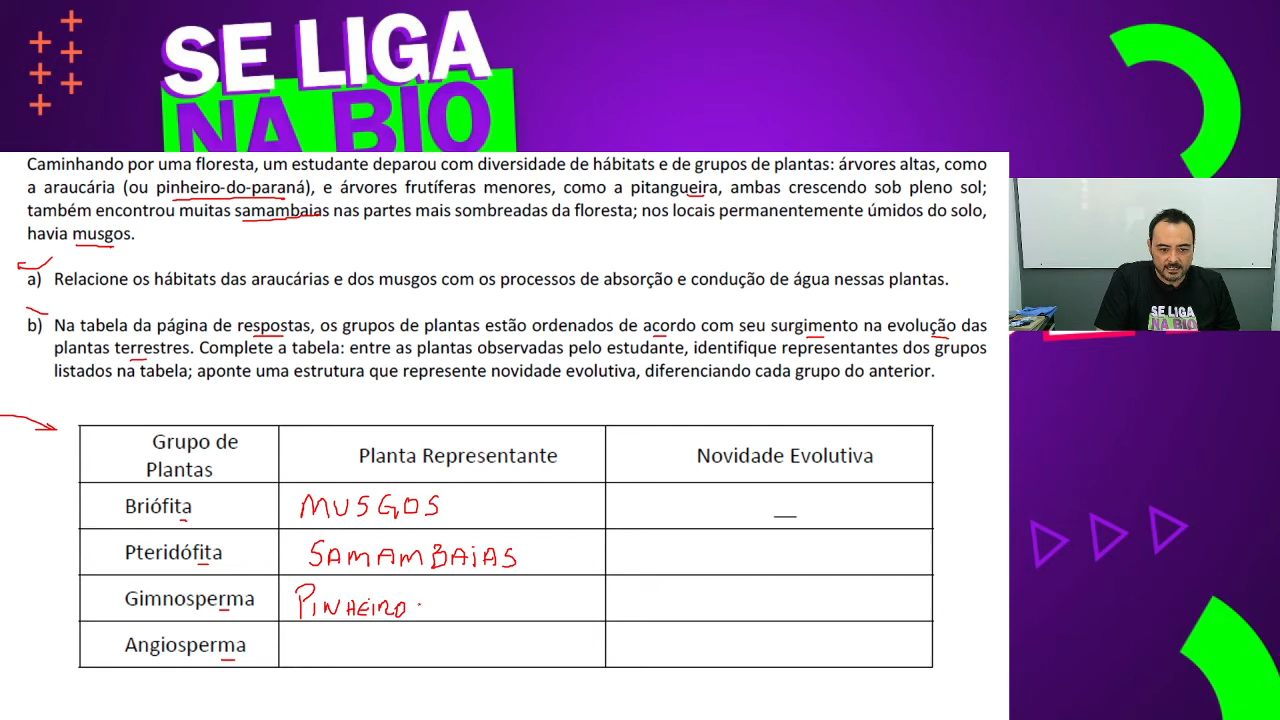 SE LIGA
NA BIO
Caminhando por uma floresta, um estudante deparou com diversidade de hábitats e de grupos de plantas: árvores altas, como
a araucária (ou pinheiro-do-paraná), e árvores frutíferas menores, como a pitangueira, ambas crescendo sob pleno sol;
também encontrou muitas samambaias nas partes mais sombreadas da floresta; nos locais permanentemente úmidos do solo,
havia musgos.
a) Relacione os hábitats das araucárias e dos musgos com os processos de absorção e condução de água nessas plantas.
b) Na tabela da página de respostas, os grupos de plantas estão ordenados de acordo com seu surgimento na evolução das
plantas terrestres. Complete a tabela: entre as plantas observadas pelo estudante, identifique representantes dos grupos
listados na tabela; aponte uma estrutura que represente novidade evolutiva, diferenciando cada grupo do anterior.
Grupo de
Plantas
Planta Representante
Novidade Evolutiva
Briófita
MUSGOS
—
Pteridófita
SAMAMBAIAS
Gimnosperma
PINHEIRO
Angiosperma
SE LIGA
NA BIO